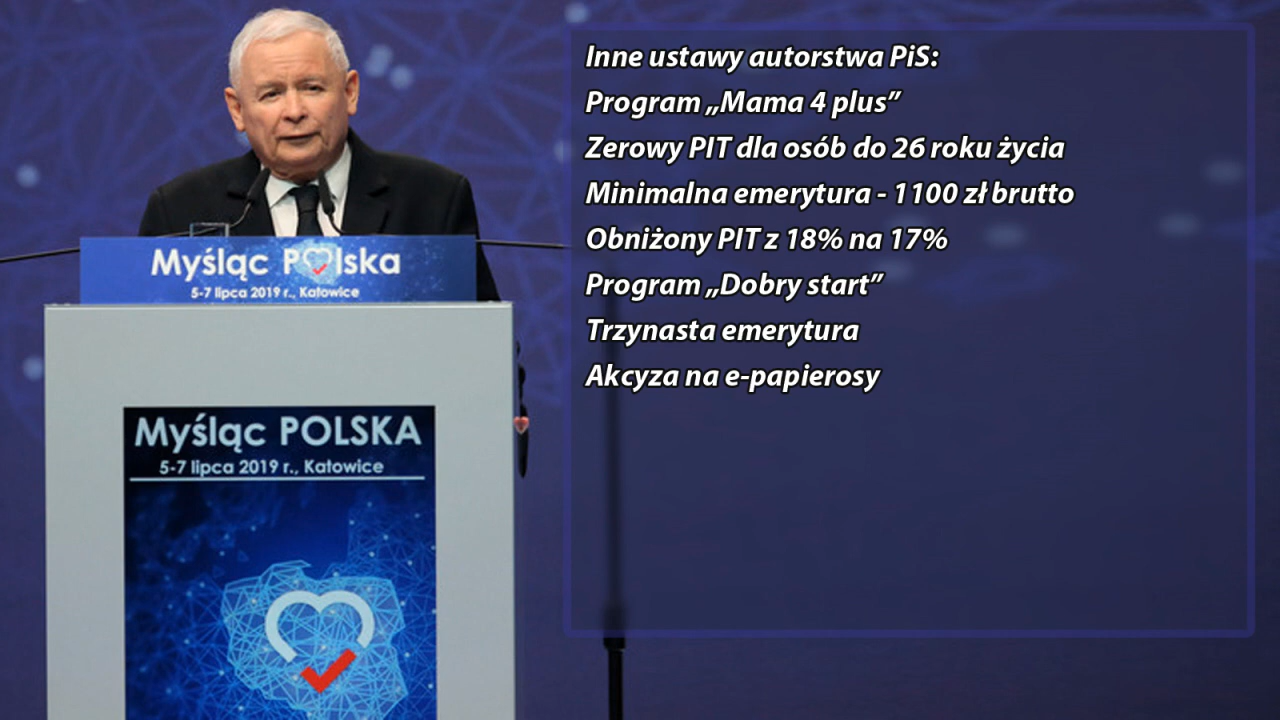 Inne ustawy autorstwa PiS:
Program „Mama 4 plus”
Zerowy PIT dla osób do 26 roku życia
Minimalna emerytura - 1100 zł brutto
Obniżony PIT z 18% na 17%
Program „Dobry start”
Trzynasta emerytura
Akcyza na e-papierosy
Myśląc Polska
5-7 lipca 2019 r., Katowice
Myśląc POLSKA
5-7 lipca 2019 r., Katowice